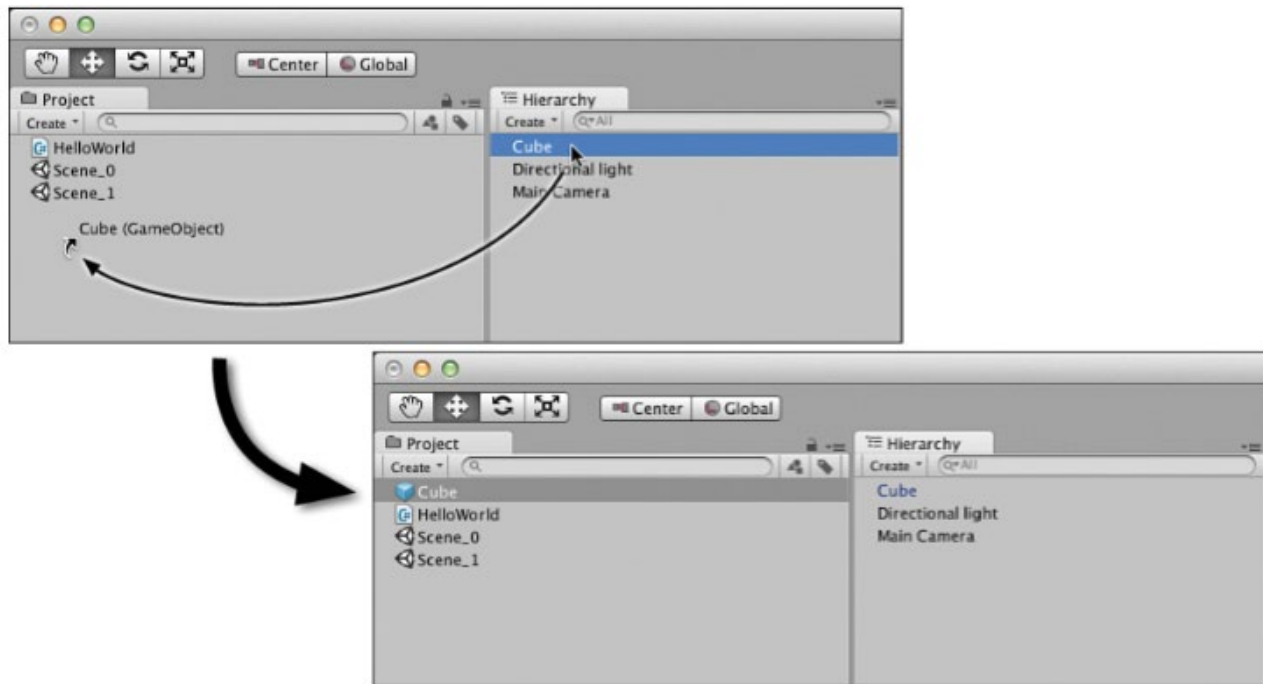 Center Global
Project
Create All
HelloWorld
Scene_0
Scene_1
Cube (GameObject)
Hierarchy
Create All
Cube
Directional light
Main Camera
Center Global
Project
Create
Cube
HelloWorld
Scene_0
Scene_1
Hierarchy
Create All
Cube
Directional light
Main Camera